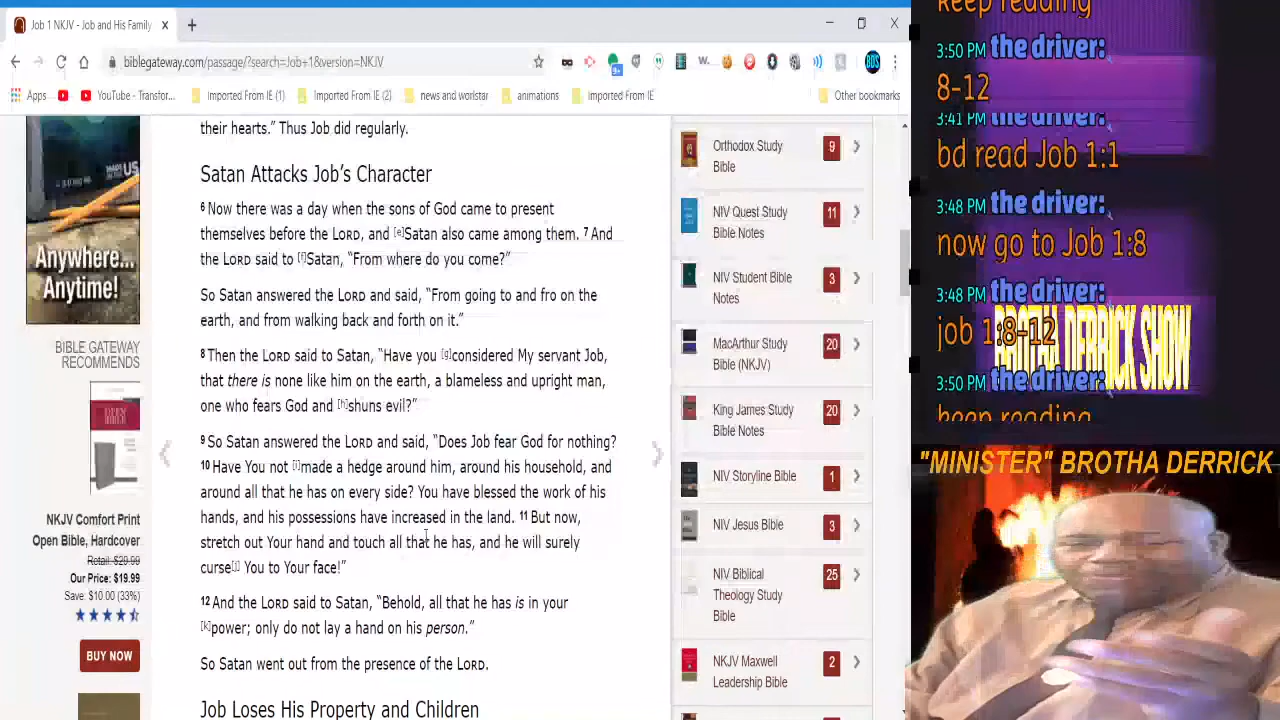 Job 1 NKJV - Job and His Family
biblegateway.com/passage/?search=Job+1&version=NKJV
9+
W...
BDS
Apps
YouTube - Transfor...
Imported From IE (1)
Imported From IE (2)
news and worlstar
animations
Imported From IE
Other bookmarks
US
Anywhere...
Anytime!
BIBLE GATEWAY
RECOMMENDS
NKJV Comfort Print
Open Bible, Hardcover
Retail: $29.99
Our Price: $19.99
Save: $10.00 (33%)
BUY NOW
their hearts.” Thus Job did regularly.
Satan Attacks Job’s Character
6 Now there was a day when the sons of God came to present
themselves before the LORD, and [e]Satan also came among them. 7 And
the LORD said to [f]Satan, “From where do you come?”
So Satan answered the LORD and said, “From going to and fro on the
earth, and from walking back and forth on it.”
8 Then the LORD said to Satan, “Have you [g]considered My servant Job,
that there is none like him on the earth, a blameless and upright man,
one who fears God and [h]shuns evil?”
9 So Satan answered the LORD and said, “Does Job fear God for nothing?
10 Have You not [i]made a hedge around him, around his household, and
around all that he has on every side? You have blessed the work of his
hands, and his possessions have increased in the land. 11 But now,
stretch out Your hand and touch all that he has, and he will surely
curse[j] You to Your face!”
12 And the LORD said to Satan, “Behold, all that he has is in your
[k]power; only do not lay a hand on his person.”
So Satan went out from the presence of the LORD.
Job Loses His Property and Children
Orthodox Study
Bible
9
NIV Quest Study
Bible Notes
11
NIV Student Bible
Notes
3
MacArthur Study
Bible (NKJV)
20
King James Study
Bible Notes
20
NIV Storyline Bible
1
NIV Jesus Bible
3
NIV Biblical
Theology Study
Bible
25
NKJV Maxwell
Leadership Bible
2
keep reading
3:50 PM the driver:
8-12
3:41 PM the driver:
bd read Job 1:1
3:48 PM the driver:
now go to Job 1:8
3:48 PM the driver:
job 1:8-12
BROTHA DERRICK SHOW
3:50 PM the driver:
keep reading
"MINISTER" BROTHA DERRICK